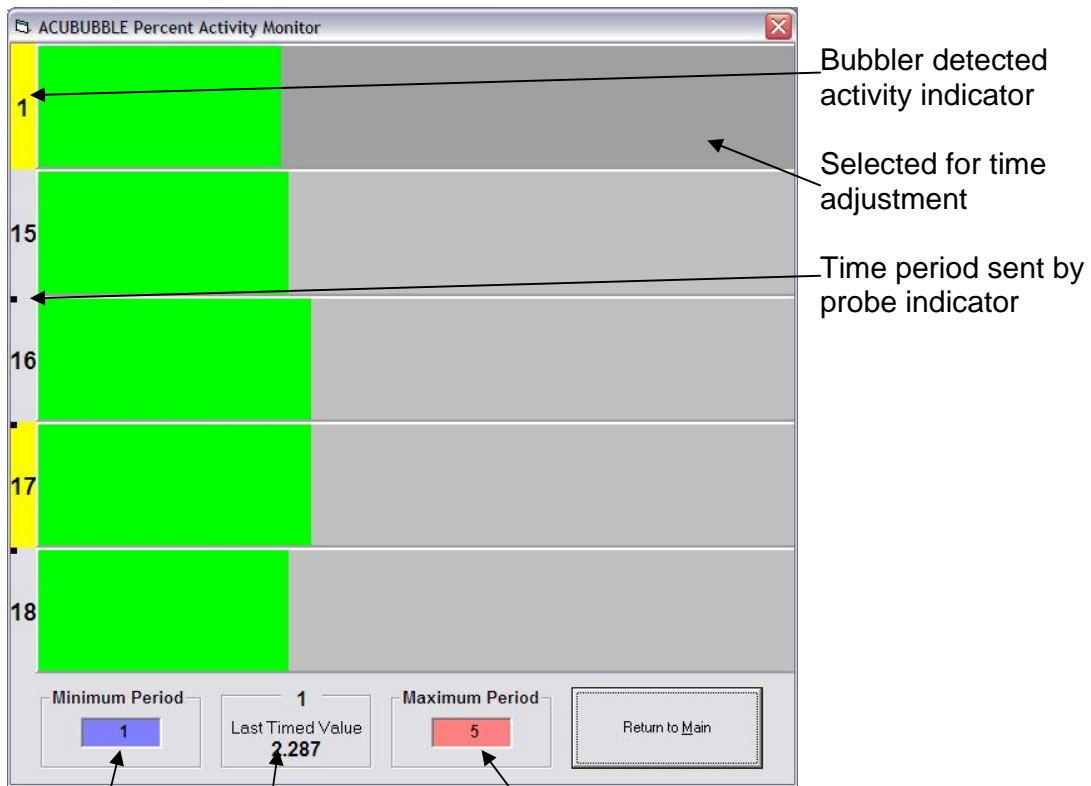 ACUBUBBLE Percent Activity Monitor
Bubbler detected
activity indicator
1
Selected for time
adjustment
15
Time period sent by
probe indicator
16
17
18
Minimum Period
1
1
Last Timed Value
2.287
Maximum Period
5
Return to Main